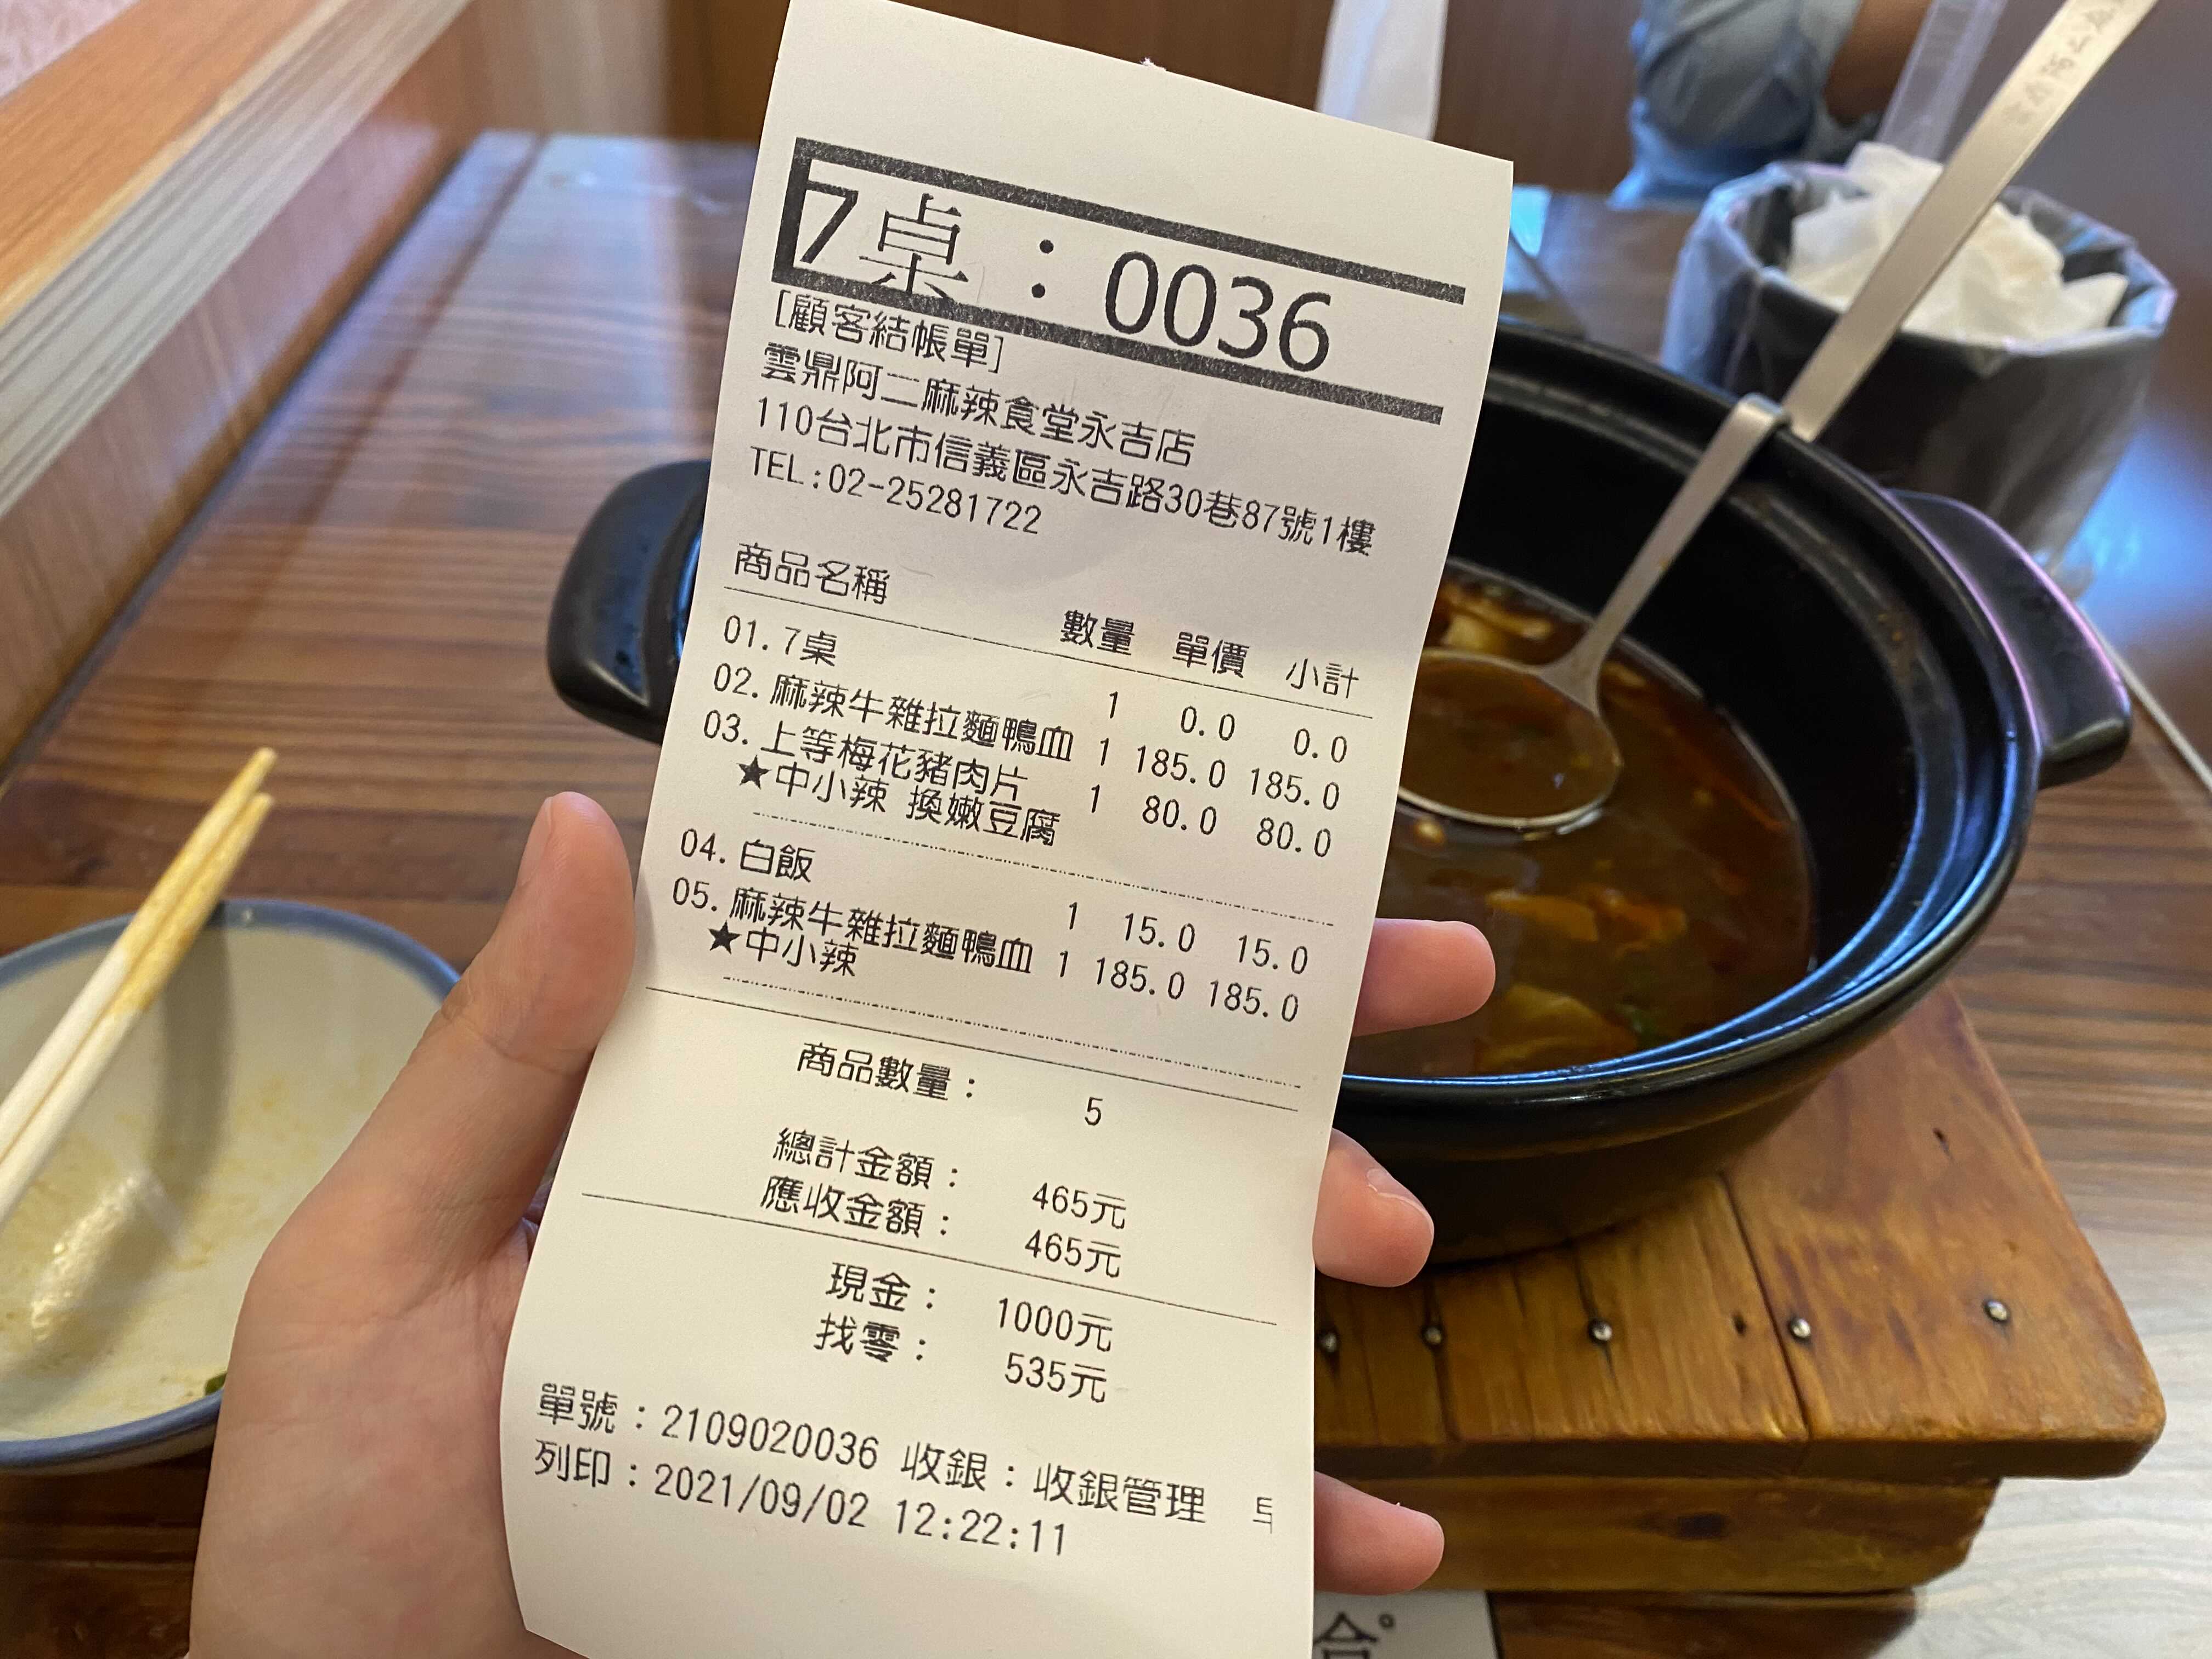 7桌：0036
[顧客結帳單]
雲鼎阿二麻辣食堂永吉店
110台北市信義區永吉路30巷87號1樓
TEL:02-25281722
商品名稱 數量 單價 小計
01.7桌 1 0.0 0.0
02.麻辣牛雜拉麵鴨血 1 185.0 185.0
03.上等梅花豬肉片 1 80.0 80.0
★中小辣 換嫩豆腐
04.白飯 1 15.0 15.0
05.麻辣牛雜拉麵鴨血 1 185.0 185.0
★中小辣
商品數量： 5
總計金額： 465元
應收金額： 465元
現金： 1000元
找零： 535元
單號：2109020036 收銀：收銀管理
列印：2021/09/02 12:22:11
合。